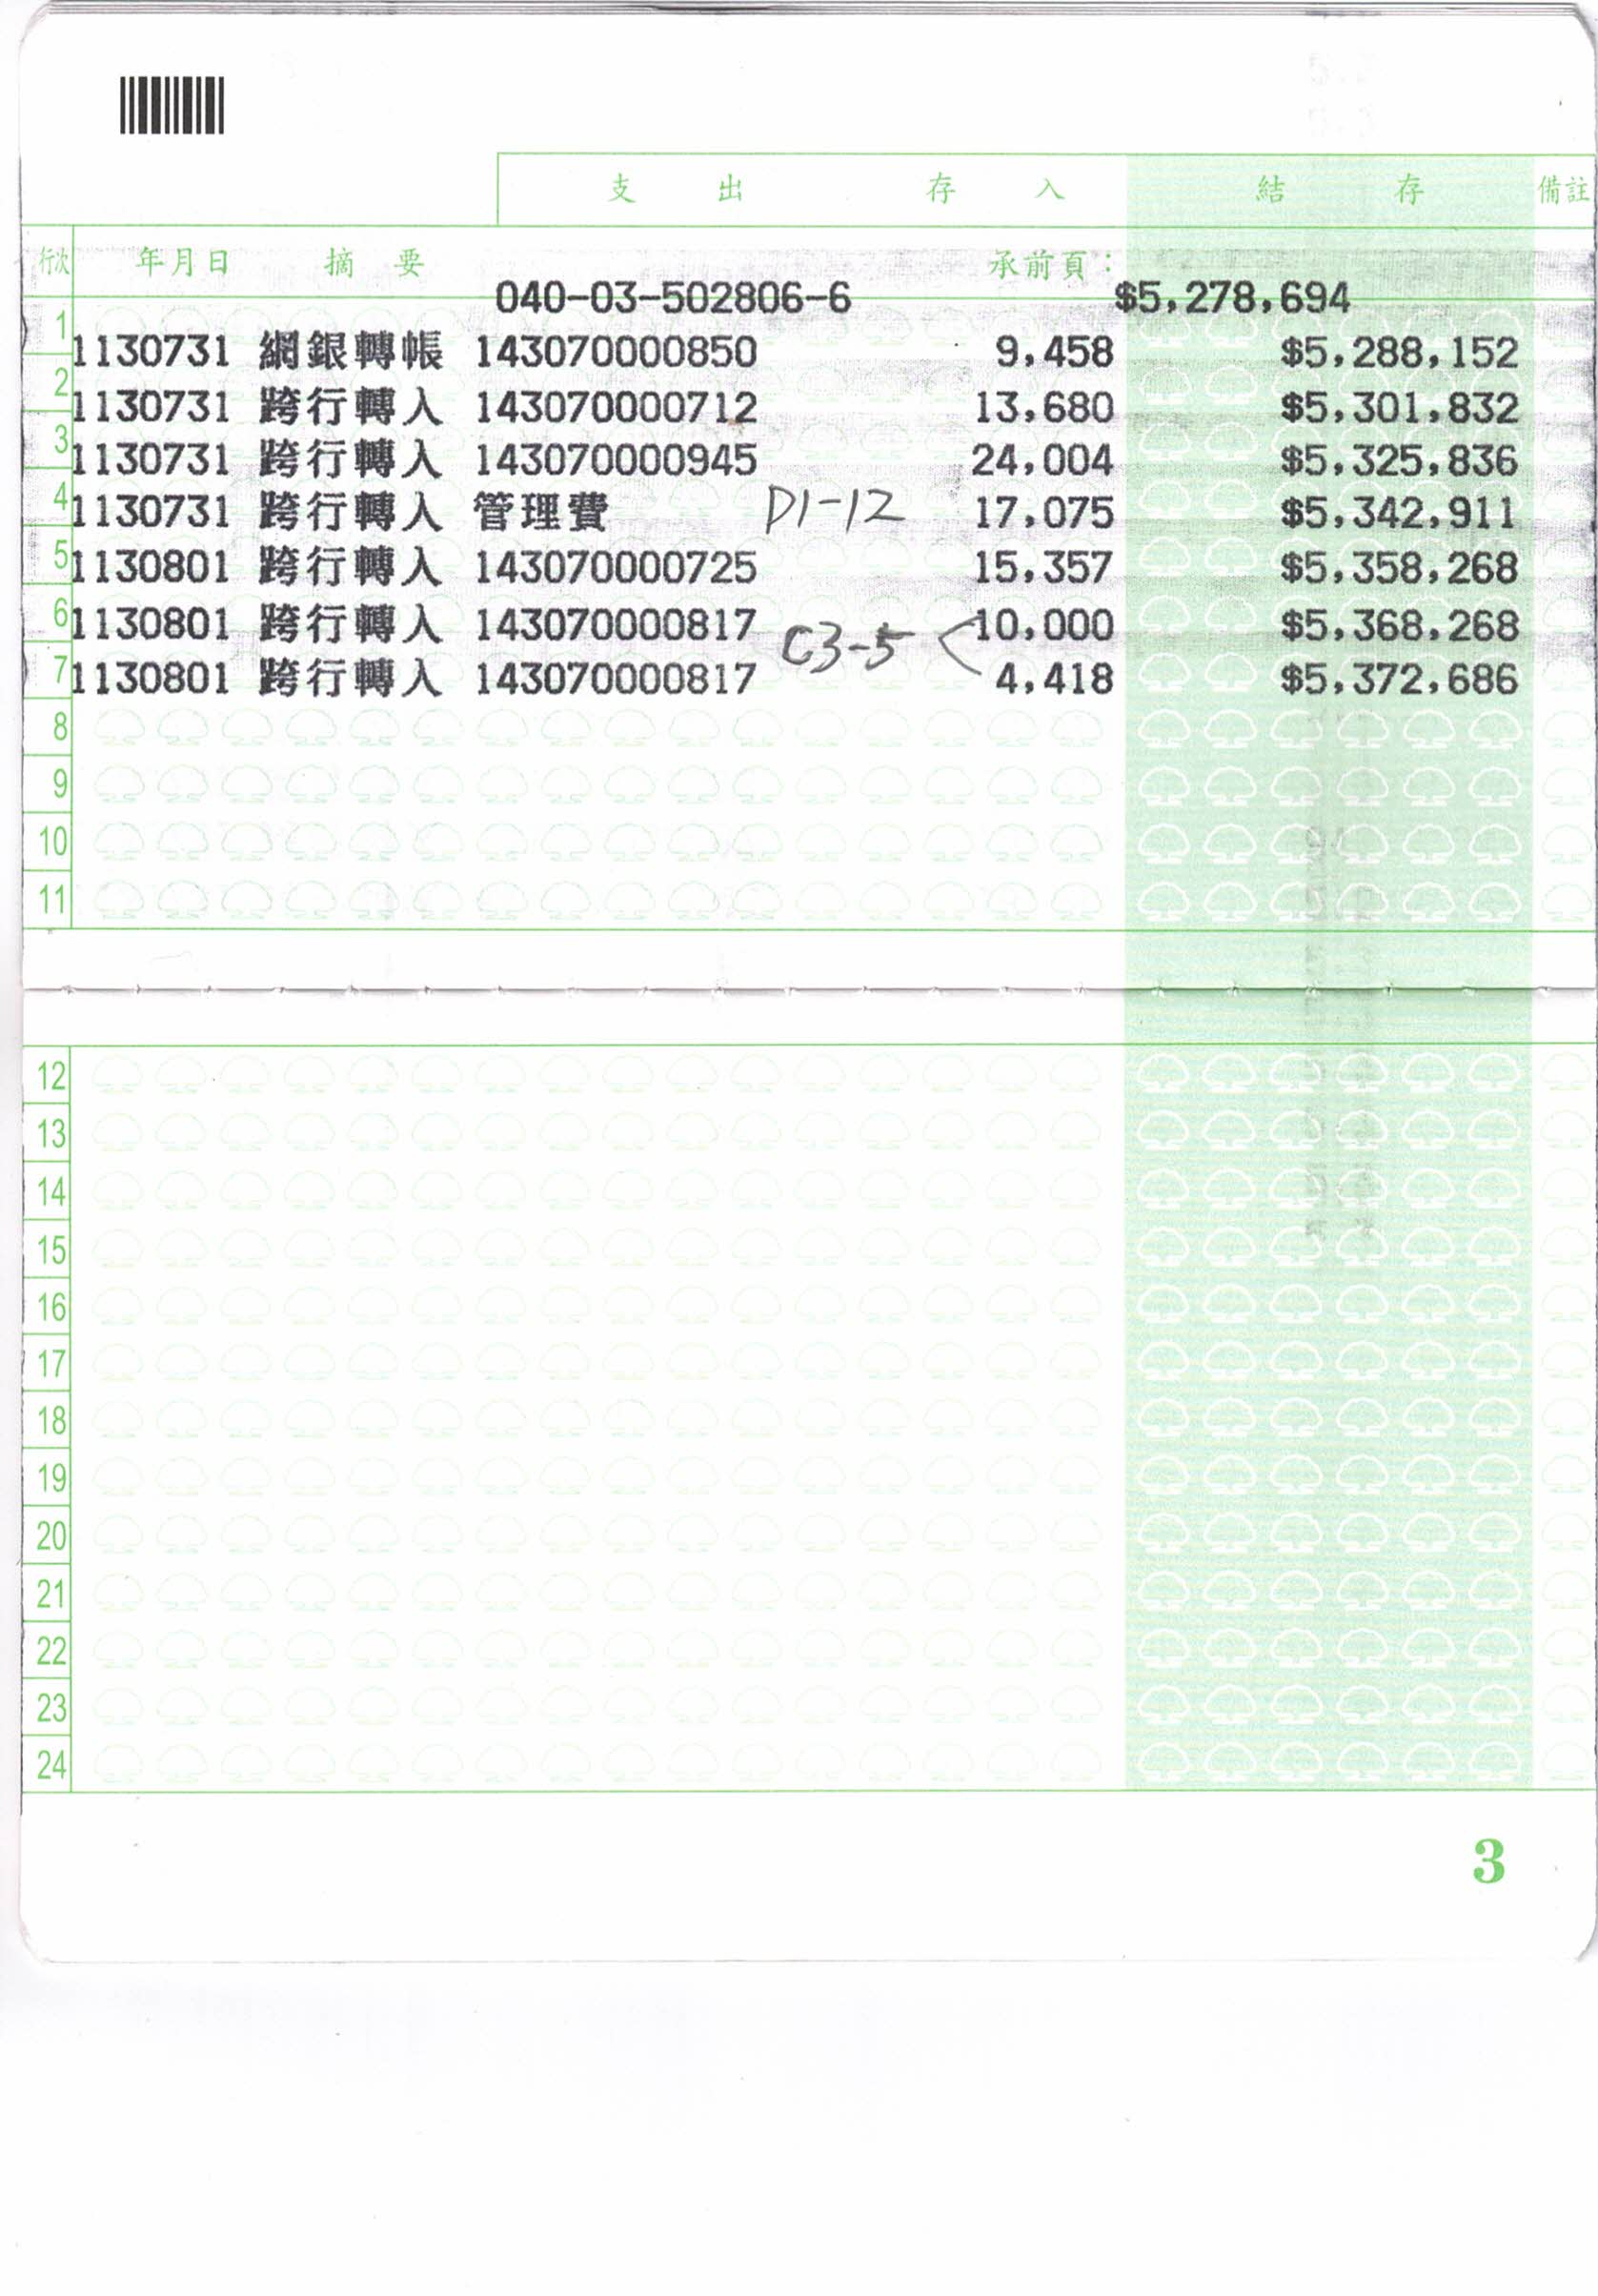 支 出 存 入 結 存 備註
行次 年月日 摘 要 承前頁：
040-03-502806-6 $5,278,694
1 1130731 網銀轉帳 143070000850 9,458 $5,288,152
2 1130731 跨行轉入 143070000712 13,680 $5,301,832
3 1130731 跨行轉入 143070000945 24,004 $5,325,836
4 1130731 跨行轉入 管理費 D1-12 17,075 $5,342,911
5 1130801 跨行轉入 143070000725 15,357 $5,358,268
6 1130801 跨行轉入 143070000817 C3-5 10,000 $5,368,268
7 1130801 跨行轉入 143070000817 4,418 $5,372,686
8
9
10
11
12
13
14
15
16
17
18
19
20
21
22
23
24
3